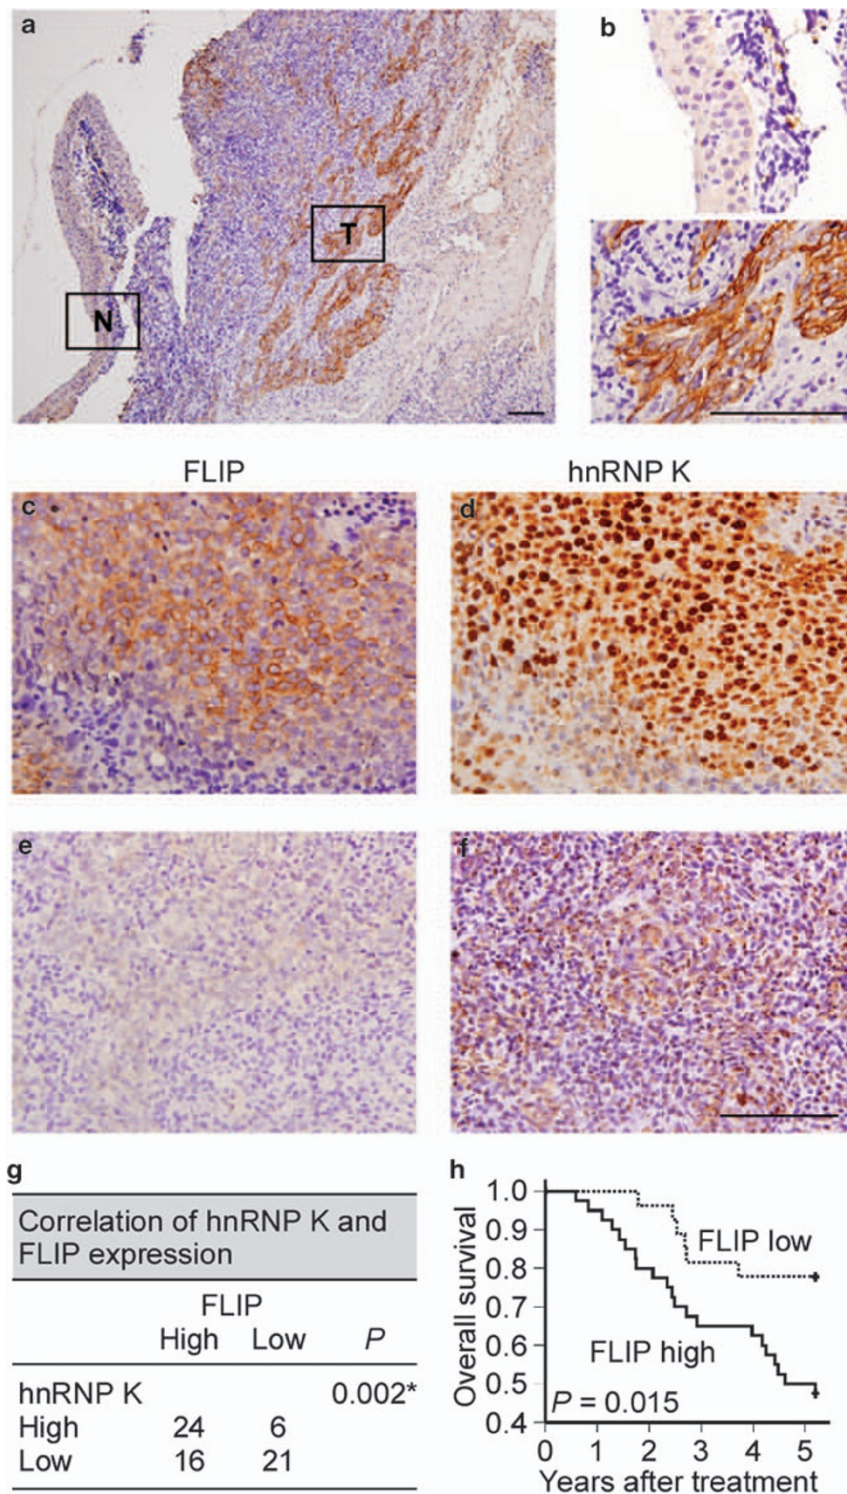 a
b
N
T
FLIP
hnRNP K
c
d
e
f
g
Correlation of hnRNP K and
FLIP expression
FLIP
High Low P
hnRNP K 0.002*
High 24 6
Low 16 21
h
Overall survival
1.0
0.9
0.8
0.7
0.6
0.5
0.4
FLIP low
FLIP high
P = 0.015
0 1 2 3 4 5
Years after treatment